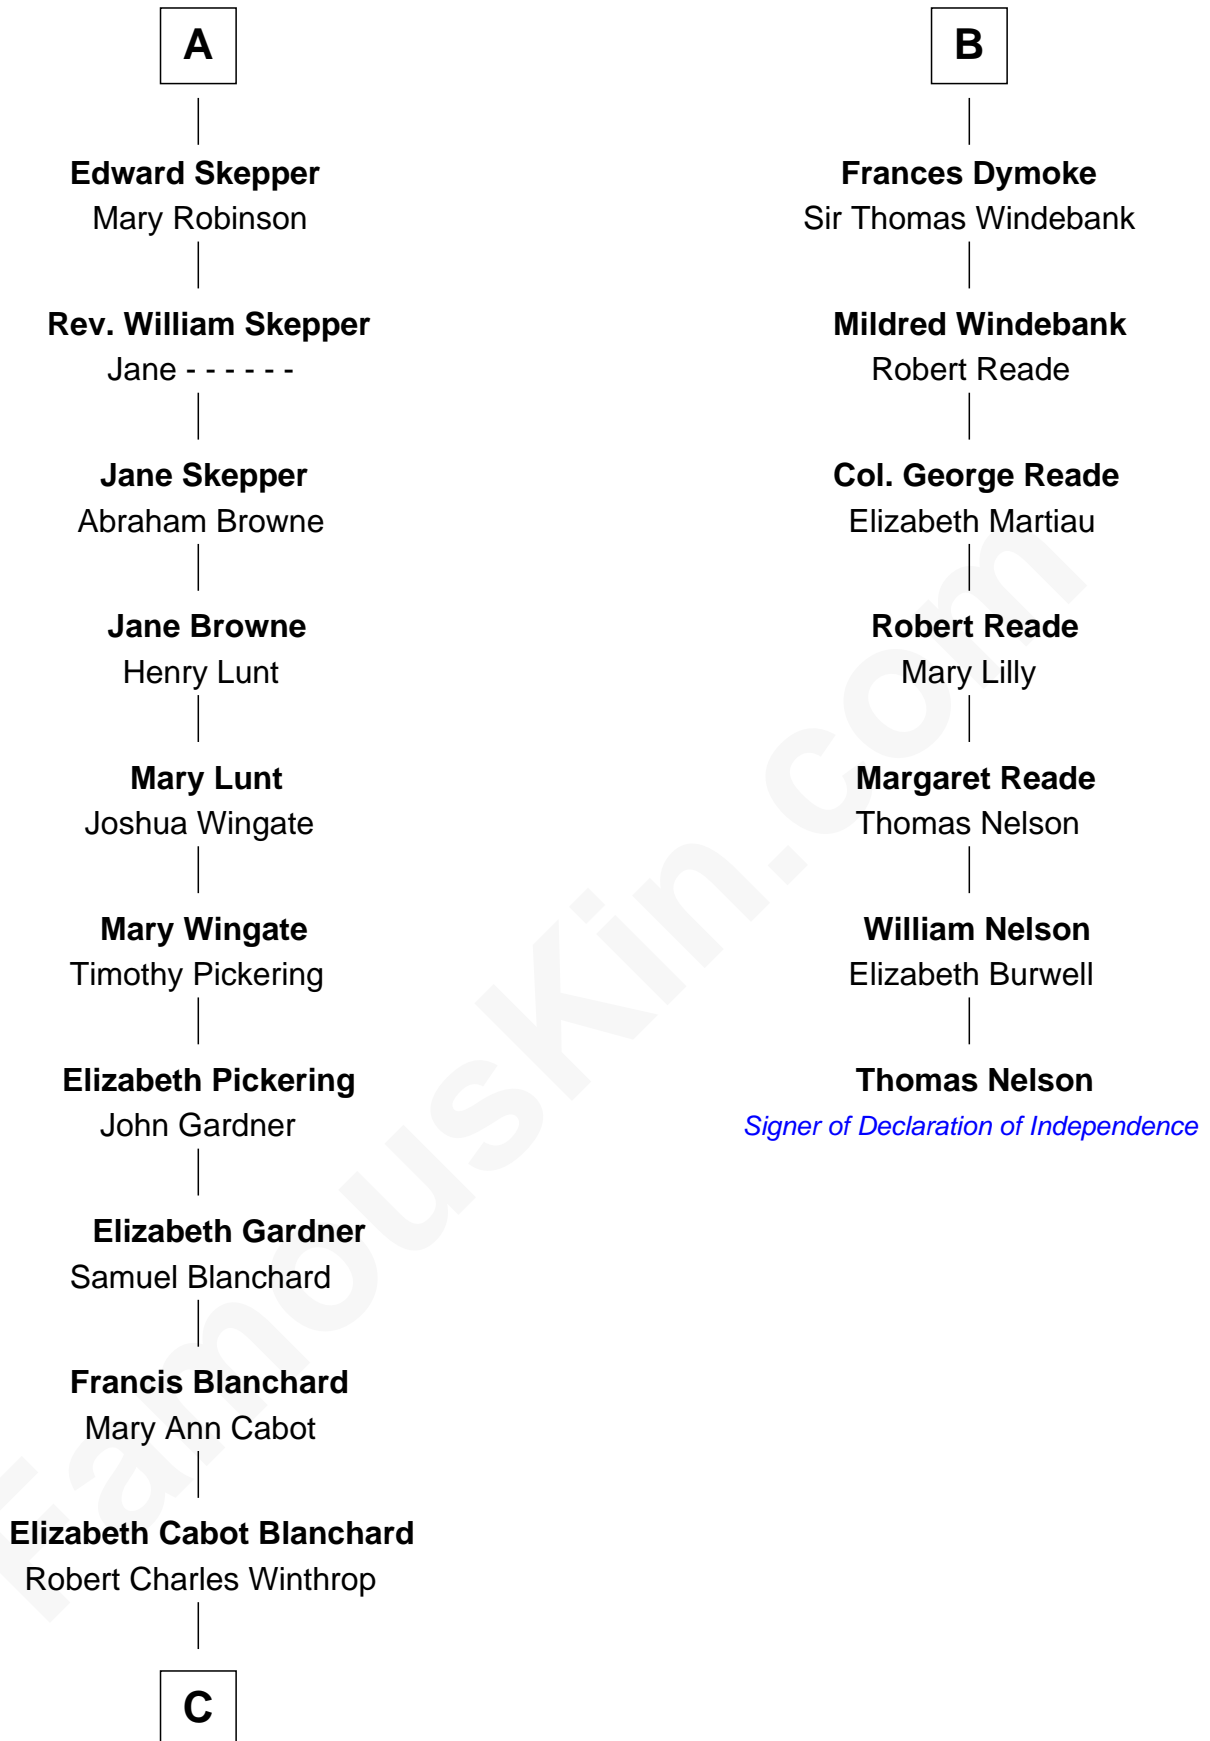 A
Edward Skepper
Mary Robinson
Rev. William Skepper
Jane - - - - - -
Jane Skepper
Abraham Browne
Jane Browne
Henry Lunt
Mary Lunt
Joshua Wingate
Mary Wingate
Timothy Pickering
Elizabeth Pickering
John Gardner
Elizabeth Gardner
Samuel Blanchard
Francis Blanchard
Mary Ann Cabot
Elizabeth Cabot Blanchard
Robert Charles Winthrop
C
B
Frances Dymoke
Sir Thomas Windebank
Mildred Windebank
Robert Reade
Col. George Reade
Elizabeth Martiau
Robert Reade
Mary Lilly
Margaret Reade
Thomas Nelson
William Nelson
Elizabeth Burwell
Thomas Nelson
Signer of Declaration of Independence
FamousKin.com